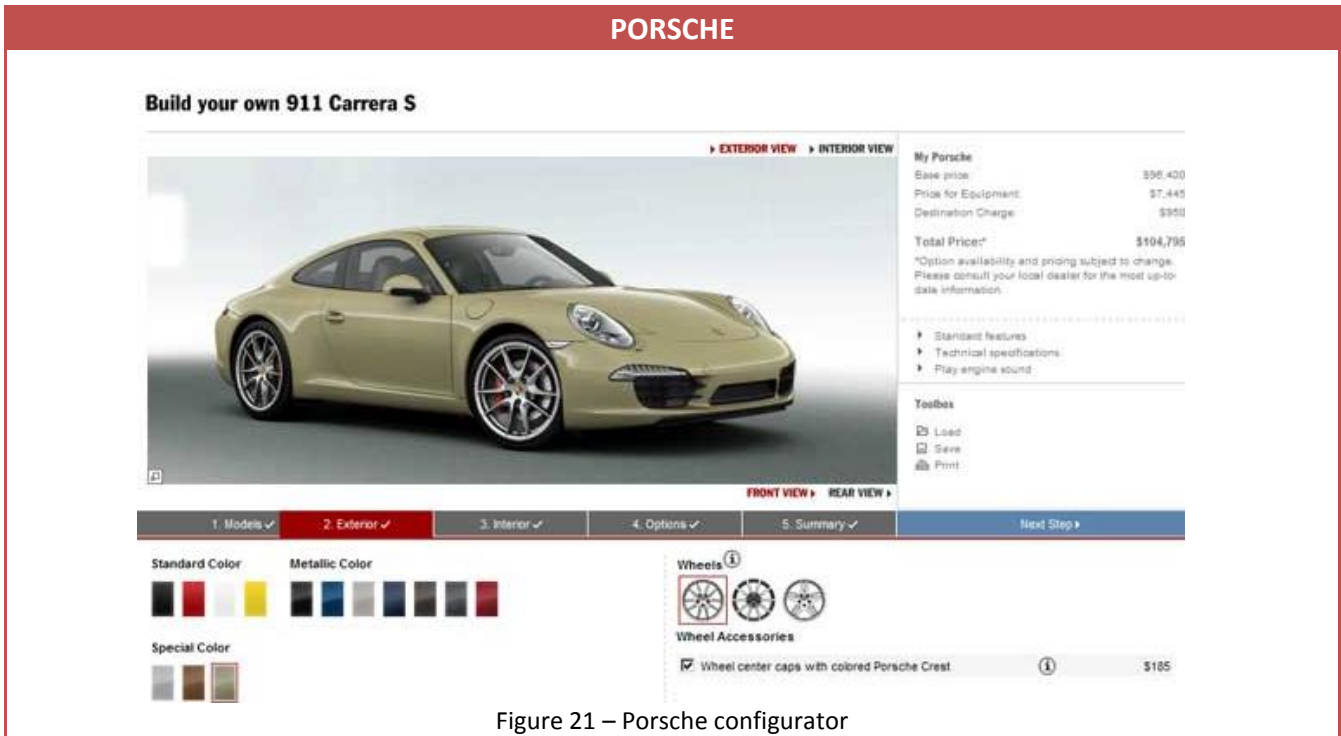 PORSCHE
Build your own 911 Carrera S
EXTERIOR VIEW INTERIOR VIEW
My Porsche
Base price: $96,400
Price for Equipment: $7,445
Destination Charge: $950
Total Price:* $104,795
*Option availability and pricing subject to change.
Please consult your local dealer for the most up-to-
date information.
Standard features
Technical specifications
Play engine sound
Toolbox
Load
Save
Print
FRONT VIEW REAR VIEW
1. Models ✓ 2. Exterior ✓ 3. Interior ✓ 4. Options ✓ 5. Summary ✓ Next Step
Standard Color Metallic Color
Special Color
Wheels
Wheel Accessories
Wheel center caps with colored Porsche Crest $185
Figure 21 – Porsche configurator